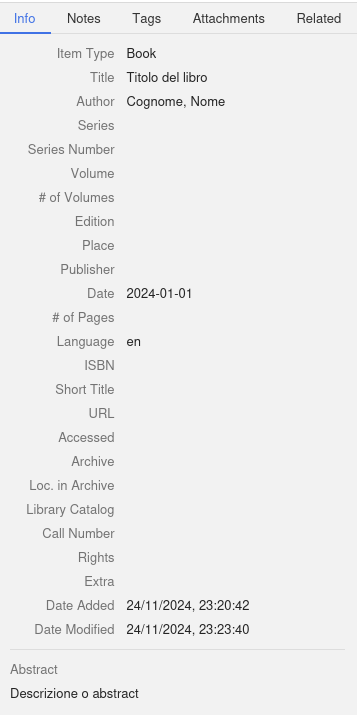 Info Notes Tags Attachments Related
Item Type Book
Title Titolo del libro
Author Cognome, Nome
Series
Series Number
Volume
# of Volumes
Edition
Place
Publisher
Date 2024-01-01
# of Pages
Language en
ISBN
Short Title
URL
Accessed
Archive
Loc. in Archive
Library Catalog
Call Number
Rights
Extra
Date Added 24/11/2024, 23:20:42
Date Modified 24/11/2024, 23:23:40
Abstract
Descrizione o abstract